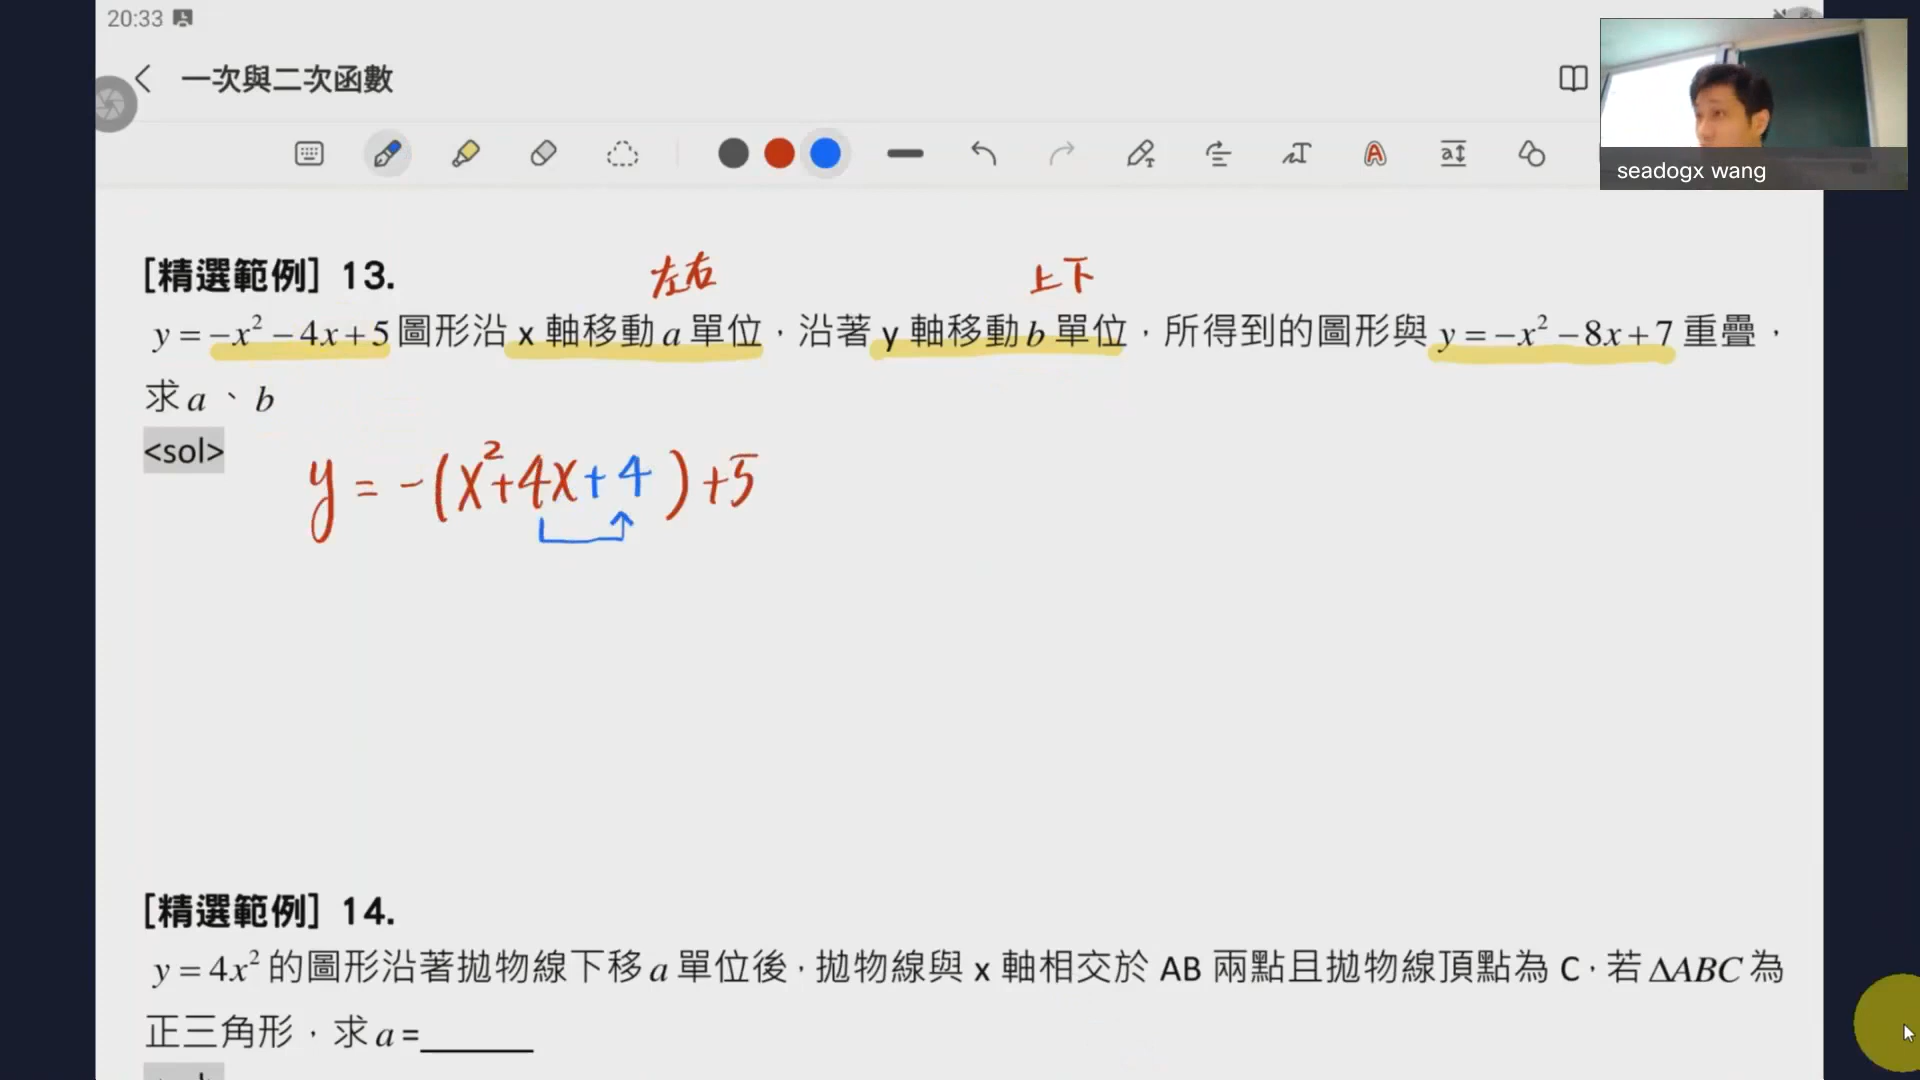 20:33
一次與二次函數
seadogx wang
[精選範例] 13.
左右 上下
y = −x² − 4x + 5 圖形沿 x 軸移動 a 單位，沿著 y 軸移動 b 單位，所得到的圖形與 y = −x² − 8x + 7 重疊，
求 a 、 b
<sol>
y = -(x²+4x+4 )+5
[精選範例] 14.
y = 4x² 的圖形沿著拋物線下移 a 單位後，拋物線與 x 軸相交於 AB 兩點且拋物線頂點為 C，若 ΔABC 為
正三角形，求 a =______